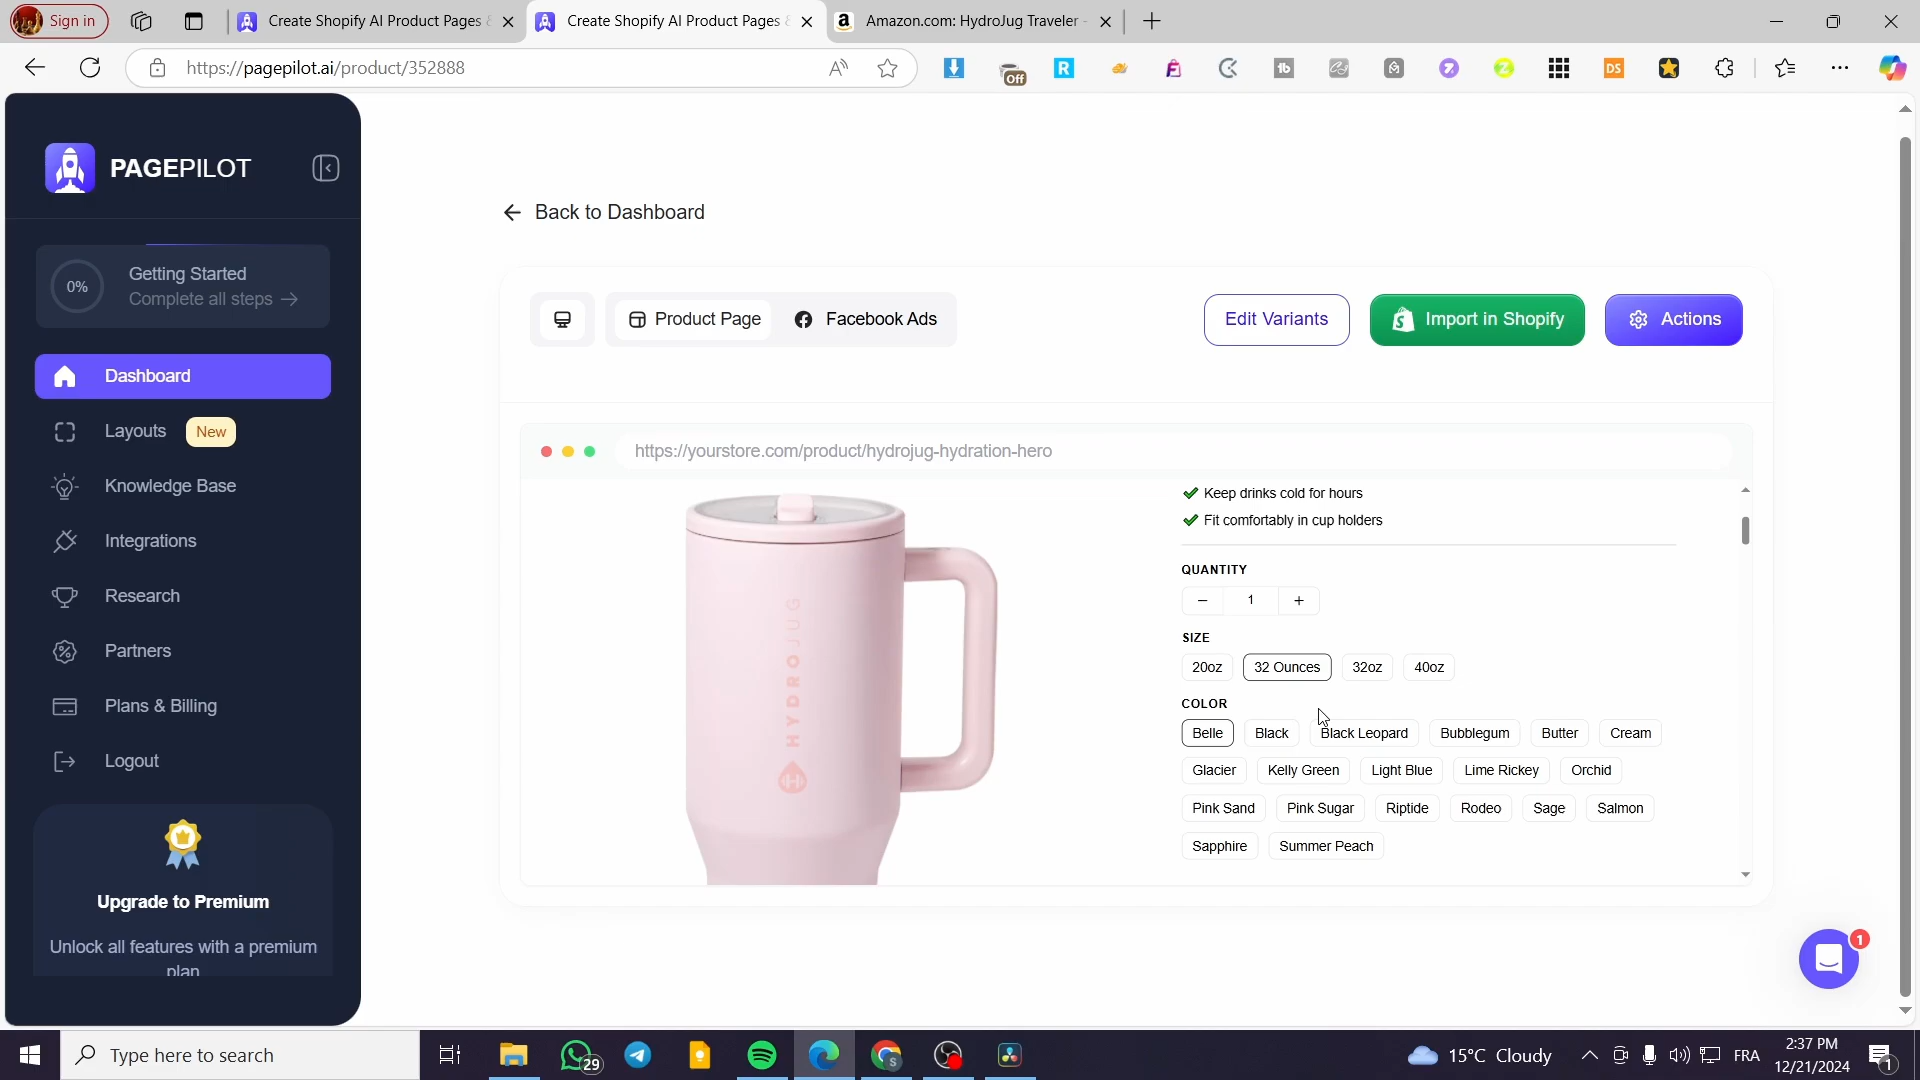 Sign in
Create Shopify AI Product Pages &
Create Shopify AI Product Pages &
Amazon.com: HydroJug Traveler -
https://pagepilot.ai/product/352888
Off
PAGEPILOT
0%
Getting Started
Complete all steps →
Dashboard
Layouts New
Knowledge Base
Integrations
Research
Partners
Plans & Billing
Logout
Upgrade to Premium
Unlock all features with a premium
plan
← Back to Dashboard
Product Page
Facebook Ads
Edit Variants
Import in Shopify
Actions
https://yourstore.com/product/hydrojug-hydration-hero
HYDROJUG
Keep drinks cold for hours
Fit comfortably in cup holders
QUANTITY
− 1 +
SIZE
20oz 32 Ounces 32oz 40oz
COLOR
Belle Black Black Leopard Bubblegum Butter Cream
Glacier Kelly Green Light Blue Lime Rickey Orchid
Pink Sand Pink Sugar Riptide Rodeo Sage Salmon
Sapphire Summer Peach
1
Type here to search
29
15°C Cloudy
FRA
2:37 PM
12/21/2024
1